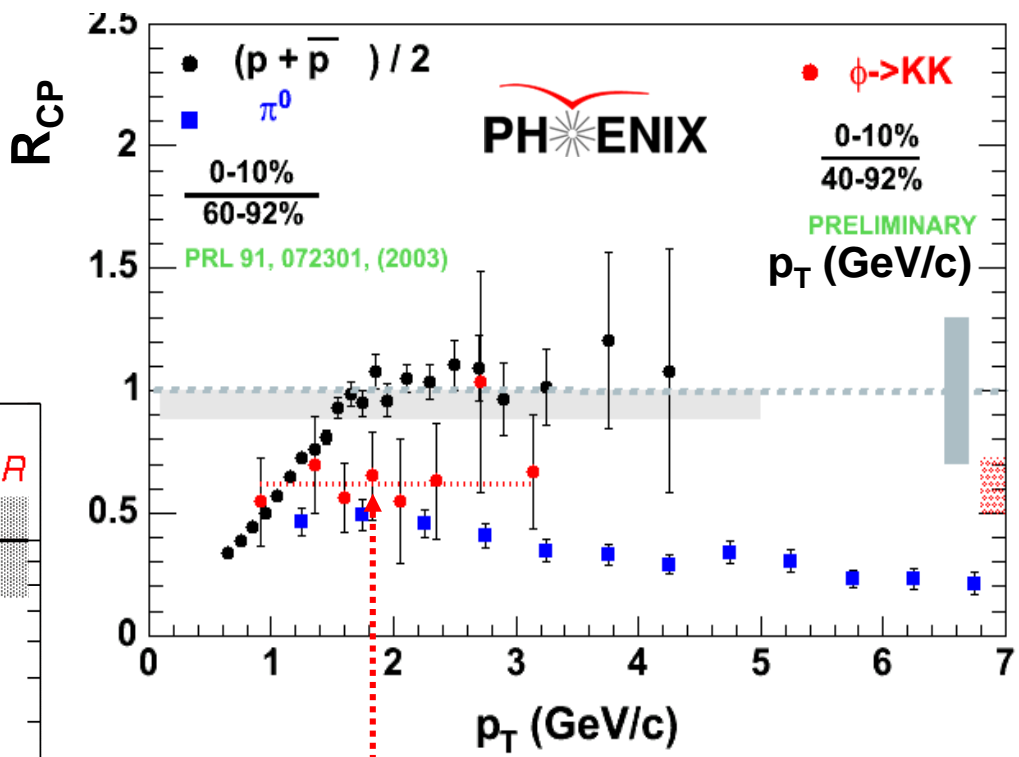 2.5
(p + p̅ ) / 2
π⁰
0-10%
60-92%
PRL 91, 072301, (2003)
PHENIX
ϕ->KK
0-10%
40-92%
PRELIMINARY
p_T (GeV/c)
R_CP
2
1.5
1
0.5
0
R
0 1 2 3 4 5 6 7
p_T (GeV/c)